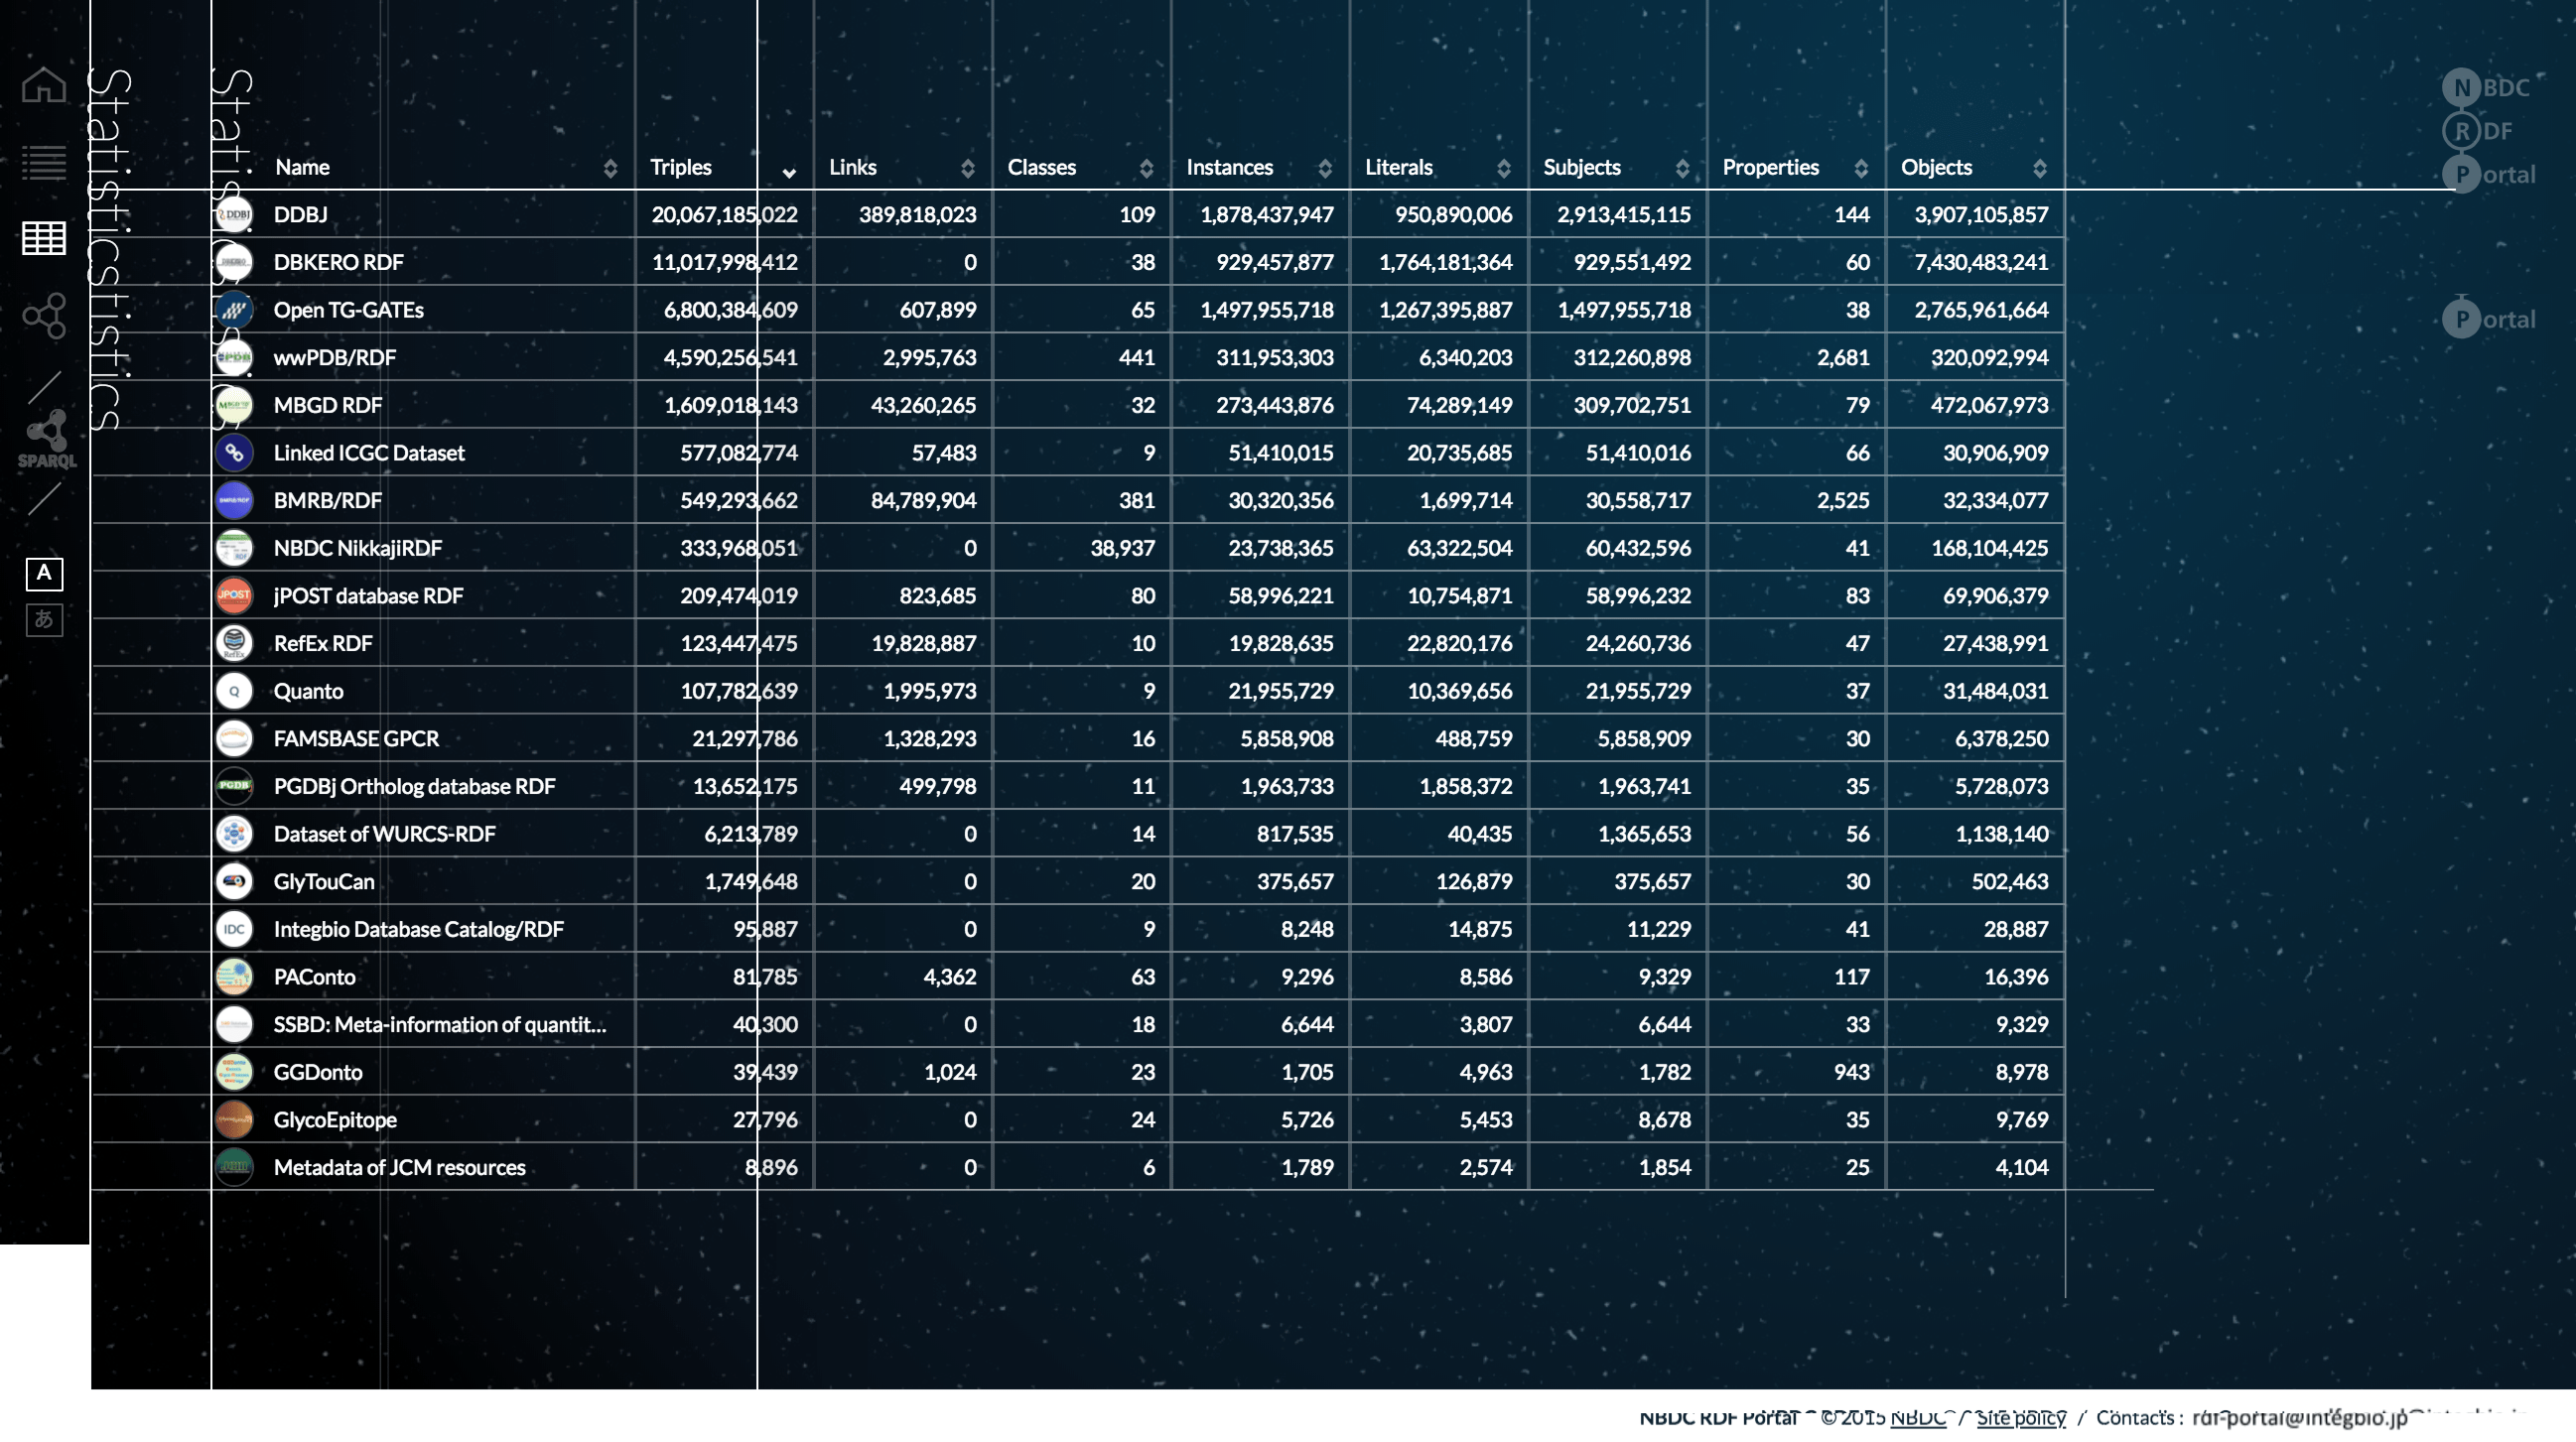 Statistics
Statistics
NBDC
RDF
Portal
Portal
Name Triples Links Classes Instances Literals Subjects Properties Objects
DDBJ DDBJ 20,067,185,022 389,818,023 109 1,878,437,947 950,890,006 2,913,415,115 144 3,907,105,857
DBKERO RDF 11,017,998,412 0 38 929,457,877 1,764,181,364 929,551,492 60 7,430,483,241
Open TG-GATEs 6,800,384,609 607,899 65 1,497,955,718 1,267,395,887 1,497,955,718 38 2,765,961,664
wwPDB/RDF 4,590,256,541 2,995,763 441 311,953,303 6,340,203 312,260,898 2,681 320,092,994
MBGD RDF 1,609,018,143 43,260,265 32 273,443,876 74,289,149 309,702,751 79 472,067,973
Linked ICGC Dataset 577,082,774 57,483 9 51,410,015 20,735,685 51,410,016 66 30,906,909
BMRB/RDF 549,293,662 84,789,904 381 30,320,356 1,699,714 30,558,717 2,525 32,334,077
NBDC NikkajiRDF 333,968,051 0 38,937 23,738,365 63,322,504 60,432,596 41 168,104,425
JPOST jPOST database RDF 209,474,019 823,685 80 58,996,221 10,754,871 58,996,232 83 69,906,379
RefEx RefEx RDF 123,447,475 19,828,887 10 19,828,635 22,820,176 24,260,736 47 27,438,991
Q Quanto 107,782,639 1,995,973 9 21,955,729 10,369,656 21,955,729 37 31,484,031
FAMSBASE GPCR 21,297,786 1,328,293 16 5,858,908 488,759 5,858,909 30 6,378,250
PGDBj PGDBj Ortholog database RDF 13,652,175 499,798 11 1,963,733 1,858,372 1,963,741 35 5,728,073
Dataset of WURCS-RDF 6,213,789 0 14 817,535 40,435 1,365,653 56 1,138,140
GlyTouCan 1,749,648 0 20 375,657 126,879 375,657 30 502,463
IDC Integbio Database Catalog/RDF 95,887 0 9 8,248 14,875 11,229 41 28,887
PAConto 81,785 4,362 63 9,296 8,586 9,329 117 16,396
SSBD: Meta-information of quantit... 40,300 0 18 6,644 3,807 6,644 33 9,329
GGDonto 39,439 1,024 23 1,705 4,963 1,782 943 8,978
GlycoEpitope 27,796 0 24 5,726 5,453 8,678 35 9,769
JCM Metadata of JCM resources 8,896 0 6 1,789 2,574 1,854 25 4,104
SPARQL
A
あ
NBDC RDF Portal © 2015 NBDC / Site policy / Contacts : rdf-portal@integbio.jp